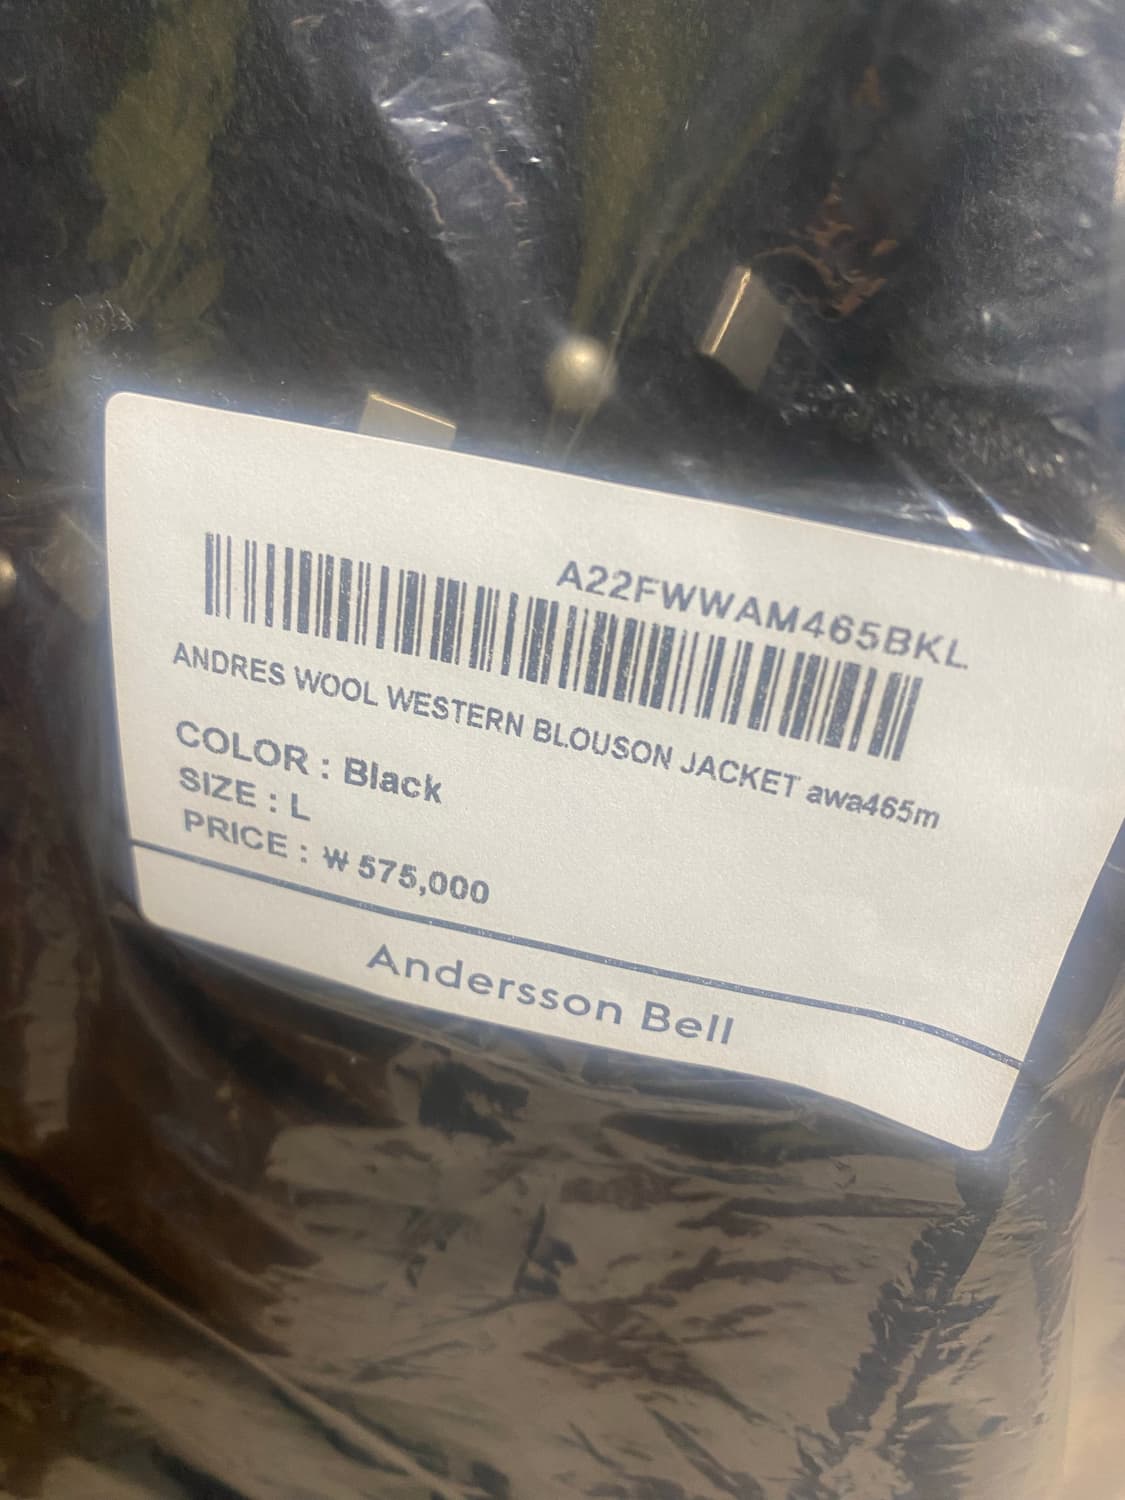 A22FWWAM465BKL
ANDRES WOOL WESTERN BLOUSON JACKET awa465m
COLOR : Black
SIZE : L
PRICE : ₩ 575,000
Andersson Bell